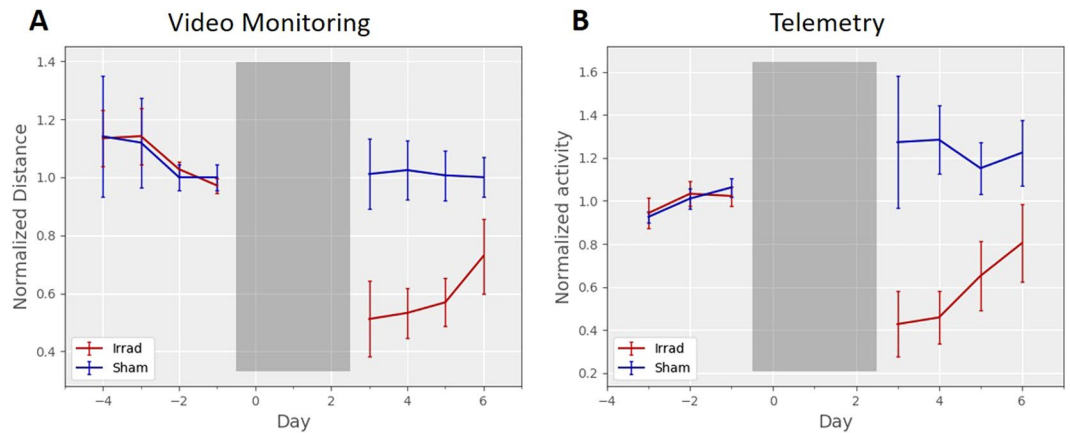 A Video Monitoring
1.4
1.2
1.0
0.8
0.6
0.4
Normalized Distance
Irrad
Sham
−4 −2 0 2 4 6
Day
B Telemetry
1.6
1.4
1.2
1.0
0.8
0.6
0.4
0.2
Normalized activity
Irrad
Sham
−4 −2 0 2 4 6
Day